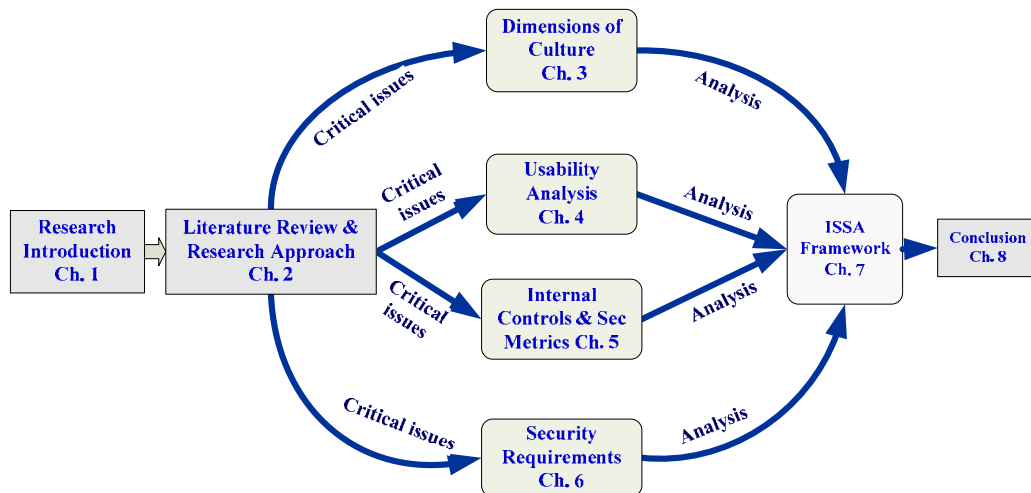 Research
Introduction
Ch. 1
Literature Review &
Research Approach
Ch. 2
Critical issues
Dimensions of
Culture
Ch. 3
Analysis
Critical
issues
Usability
Analysis
Ch. 4
Analysis
Critical
issues
Internal
Controls & Sec
Metrics Ch. 5
Analysis
Critical issues
Security
Requirements
Ch. 6
Analysis
ISSA
Framework
Ch. 7
Conclusion
Ch. 8